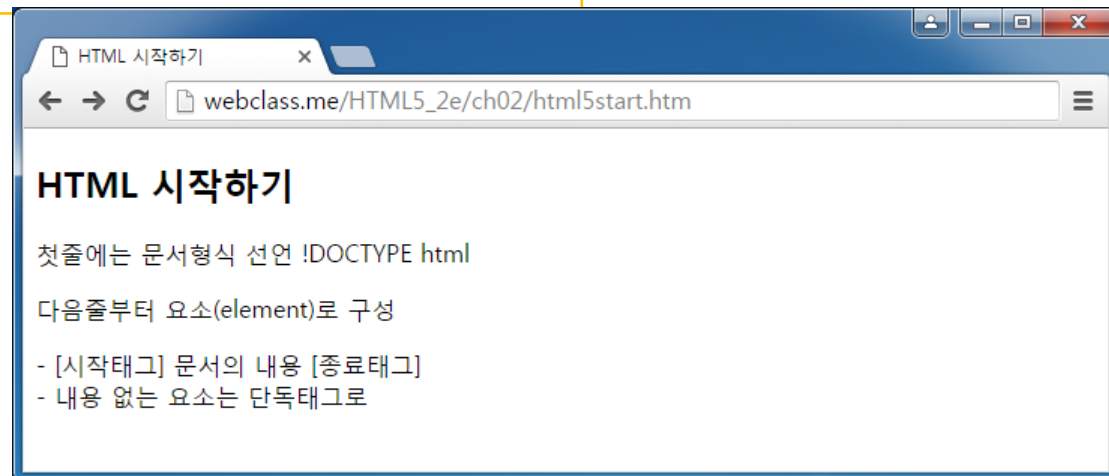 HTML 시작하기
webclass.me/HTML5_2e/ch02/html5start.htm
HTML 시작하기
첫줄에는 문서형식 선언 !DOCTYPE html
다음줄부터 요소(element)로 구성
- [시작태그] 문서의 내용 [종료태그]
- 내용 없는 요소는 단독태그로